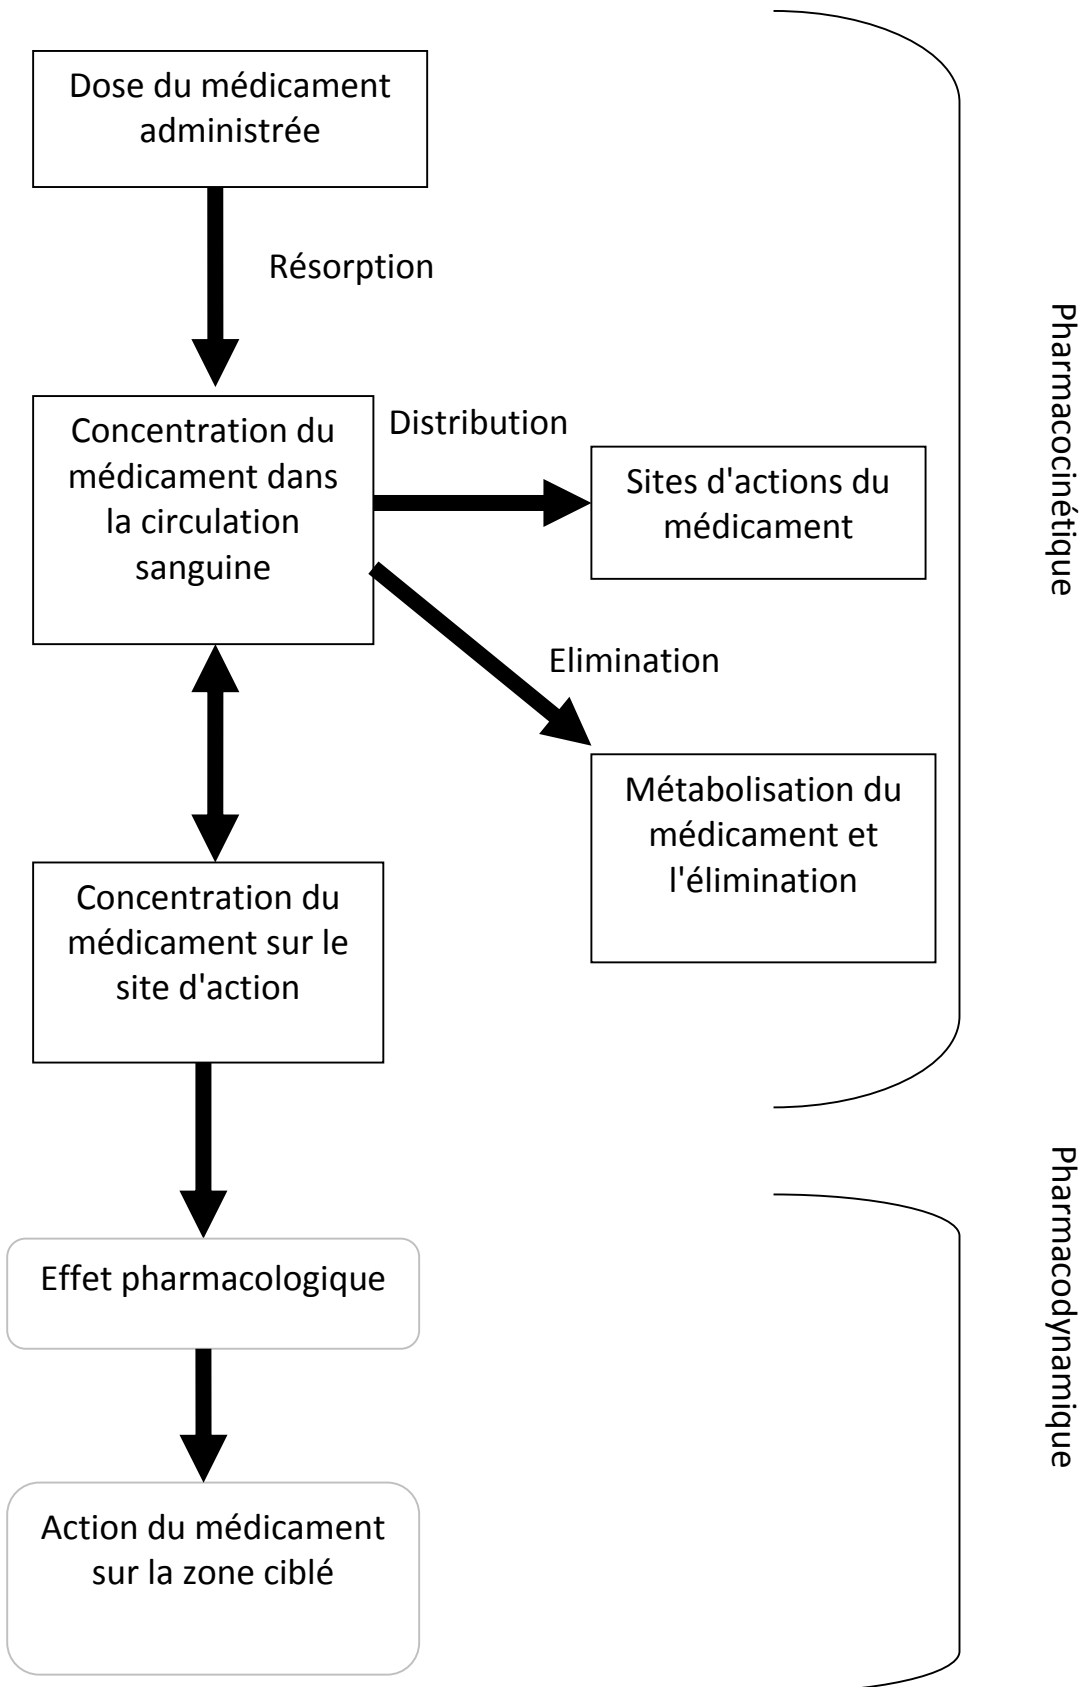 Dose du médicament
administrée
Résorption
Concentration du
médicament dans
la circulation
sanguine
Distribution
Sites d'actions du
médicament
Elimination
Métabolisation du
médicament et
l'élimination
Concentration du
médicament sur le
site d'action
Pharmacocinétique
Effet pharmacologique
Action du médicament
sur la zone ciblé
Pharmacodynamique